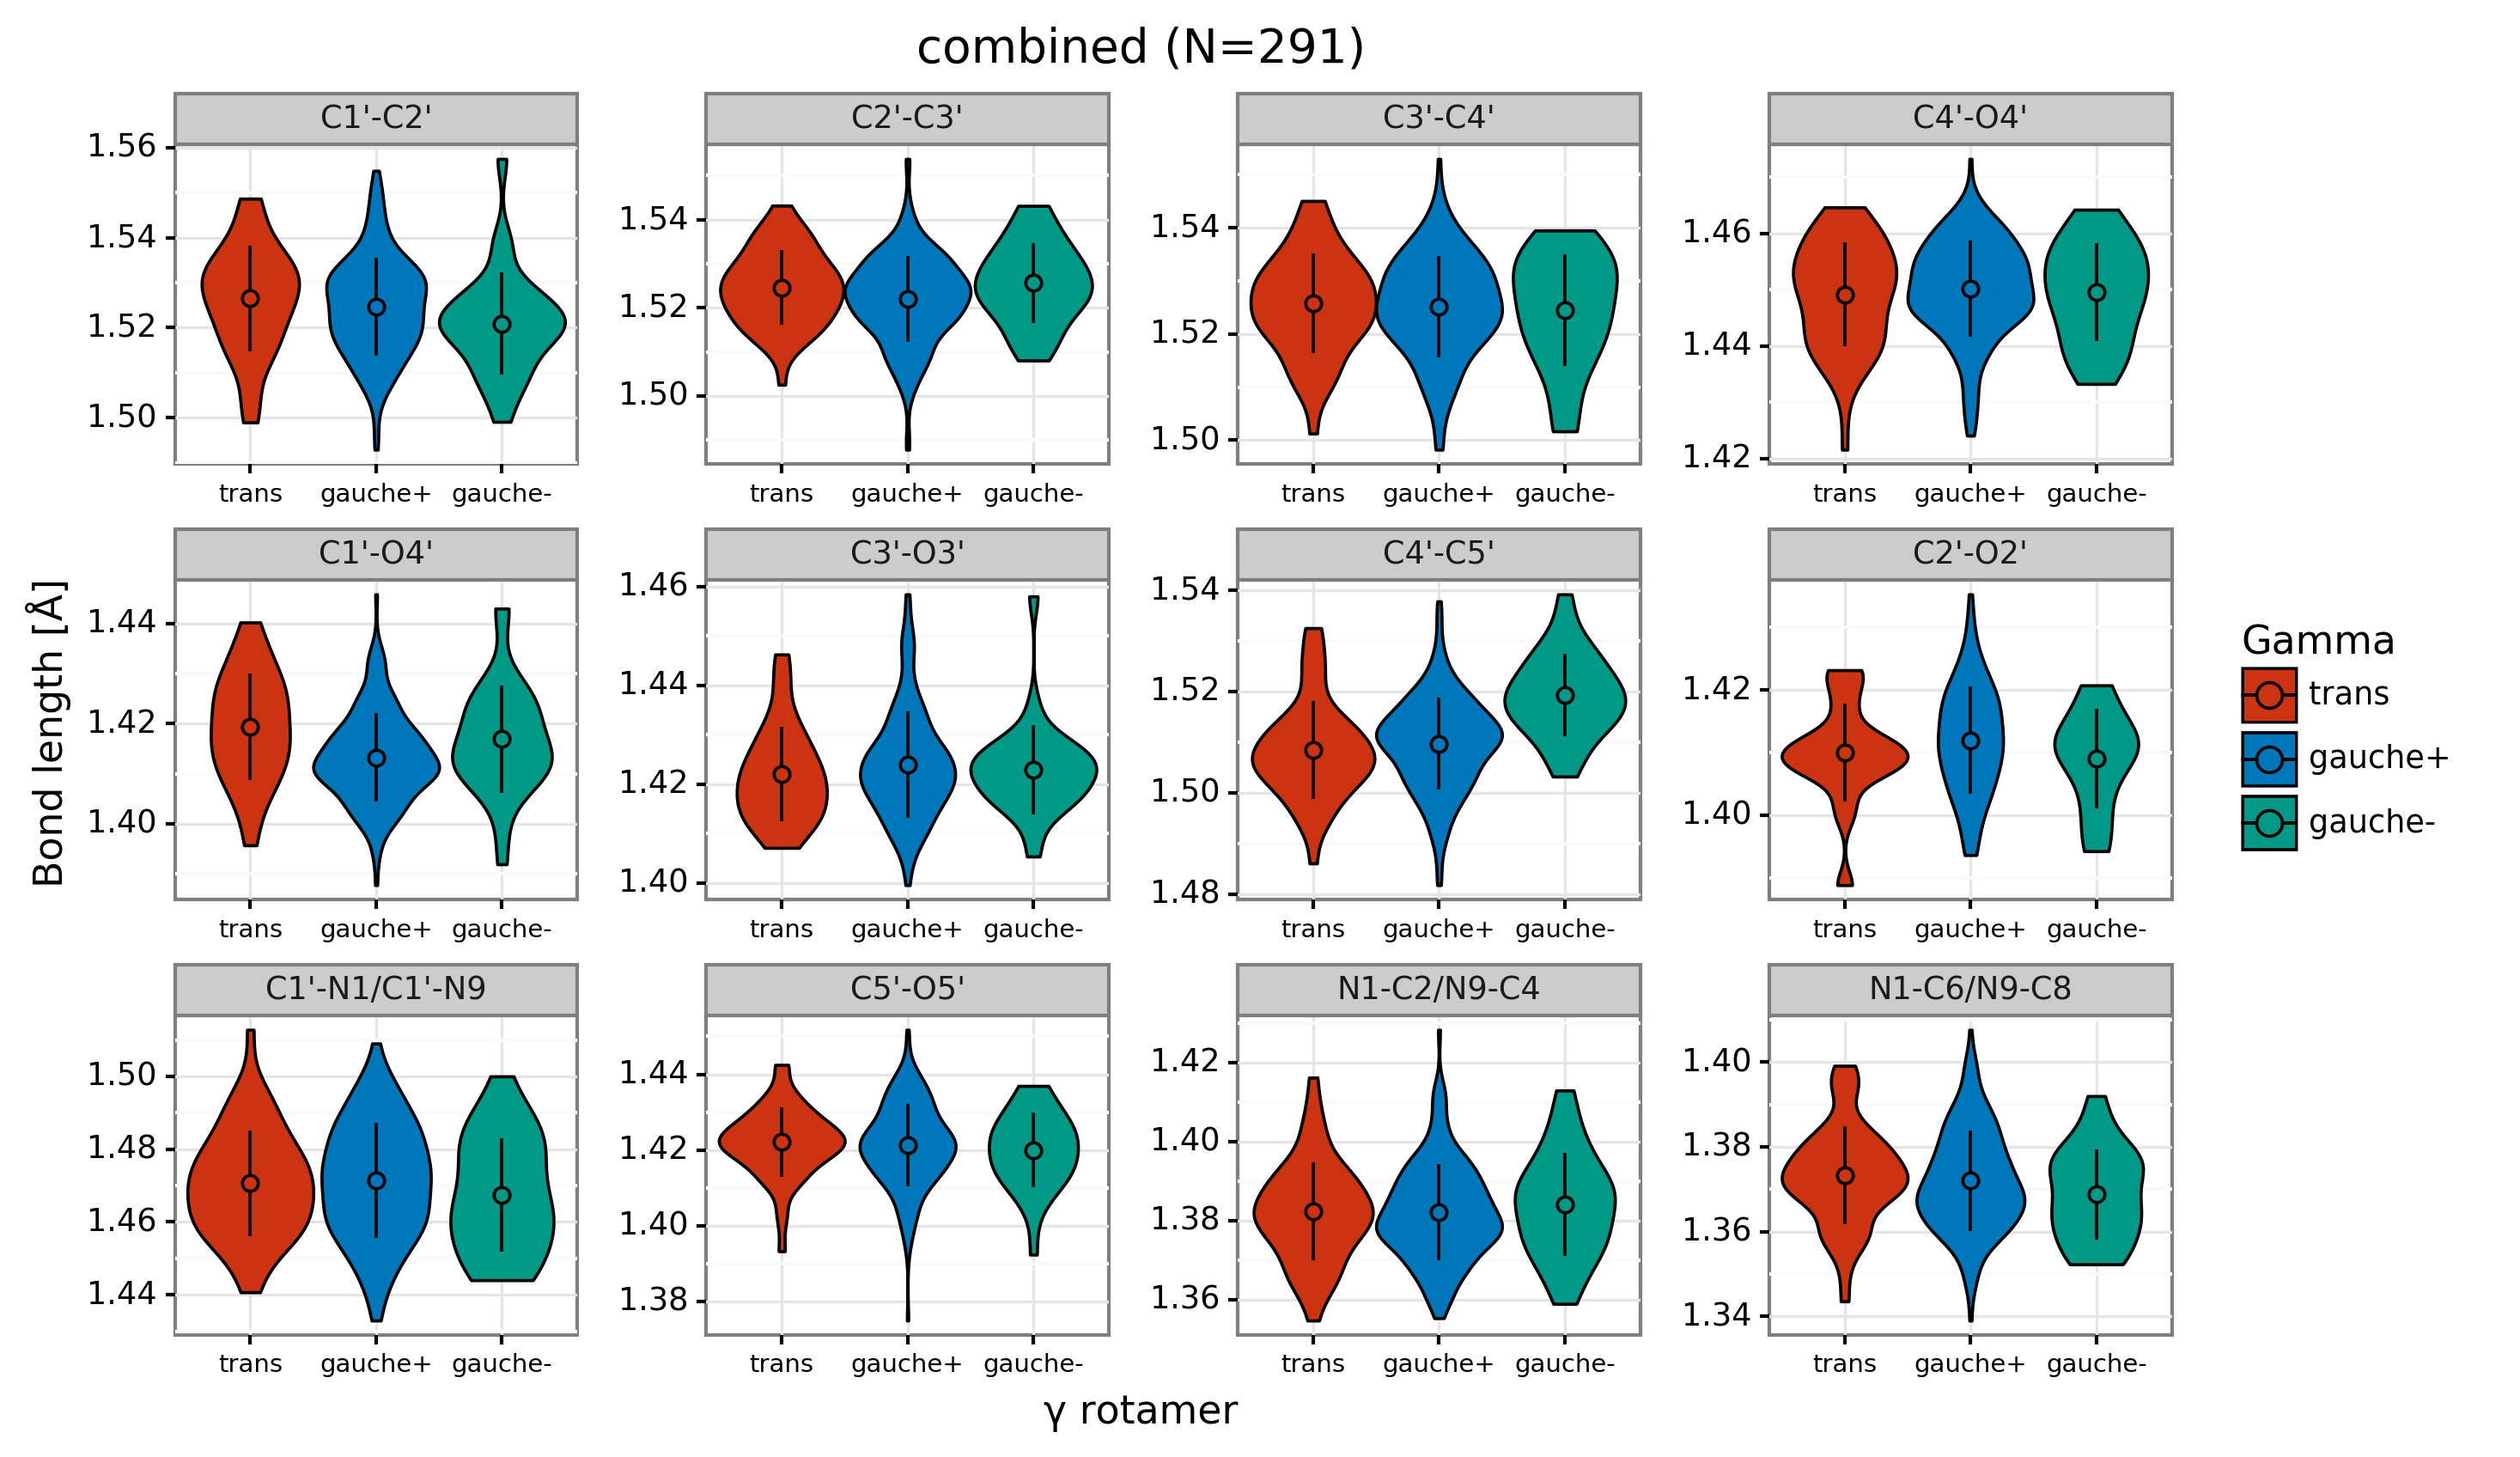 combined (N=291)
C1'-C2'
C2'-C3'
C3'-C4'
C4'-O4'
1.56
1.54
1.52
1.50
1.54
1.52
1.50
1.54
1.52
1.50
1.46
1.44
1.42
trans gauche+ gauche-
trans gauche+ gauche-
trans gauche+ gauche-
trans gauche+ gauche-
Bond length [Å]
C1'-O4'
C3'-O3'
C4'-C5'
C2'-O2'
1.44
1.42
1.40
1.46
1.44
1.42
1.40
1.54
1.52
1.50
1.48
1.42
1.40
trans gauche+ gauche-
trans gauche+ gauche-
trans gauche+ gauche-
trans gauche+ gauche-
Gamma
trans
gauche+
gauche-
C1'-N1/C1'-N9
C5'-O5'
N1-C2/N9-C4
N1-C6/N9-C8
1.50
1.48
1.46
1.44
1.44
1.42
1.40
1.38
1.42
1.40
1.38
1.36
1.40
1.38
1.36
1.34
trans gauche+ gauche-
trans gauche+ gauche-
trans gauche+ gauche-
trans gauche+ gauche-
γ rotamer